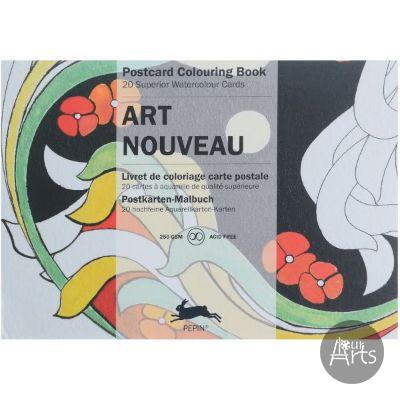 Postcard Colouring Book
20 Superior Watercolour Cards
ART
NOUVEAU
Livret de coloriage carte postale
20 cartes à aquarelle de qualité supérieure
Postkarten-Malbuch
20 hochfeine Aquarellkarton-Karten
250 GSM ACID FREE
PEPIN®
Your
Arts